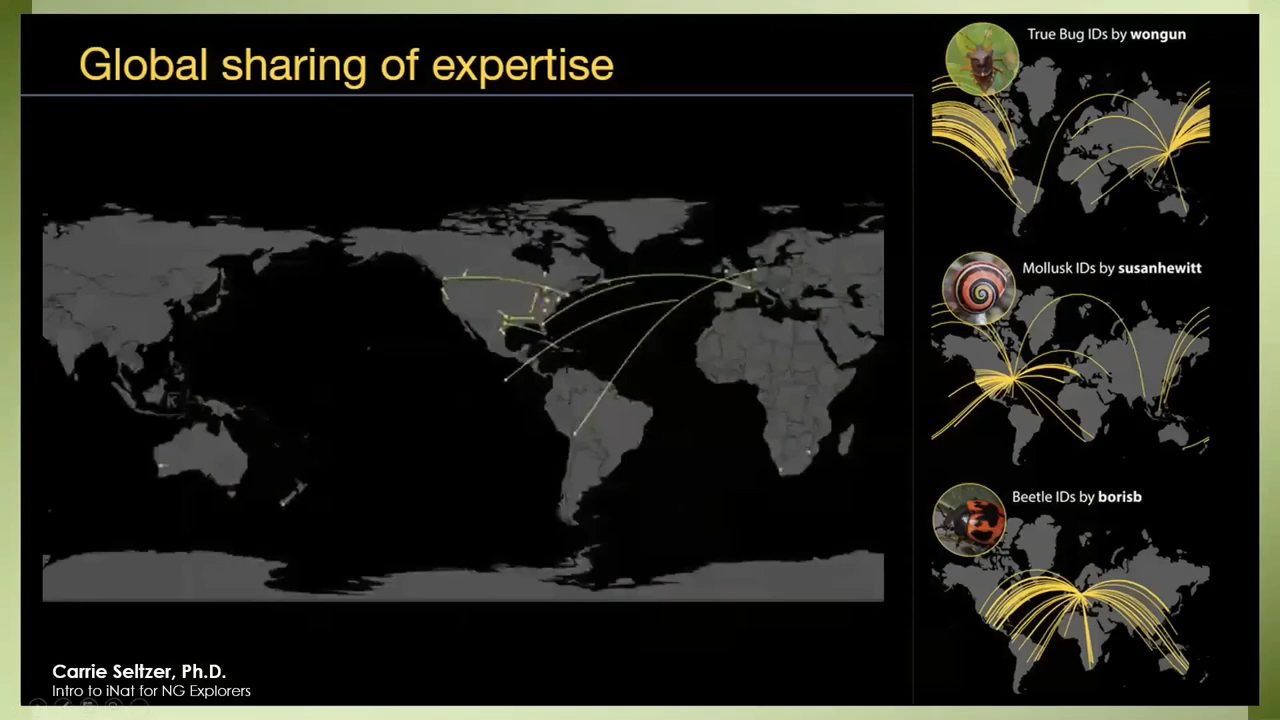 Global sharing of expertise
True Bug IDs by wongun
Mollusk IDs by susanhewitt
Beetle IDs by borisb
Carrie Seltzer, Ph.D.
Intro to iNat for NG Explorers